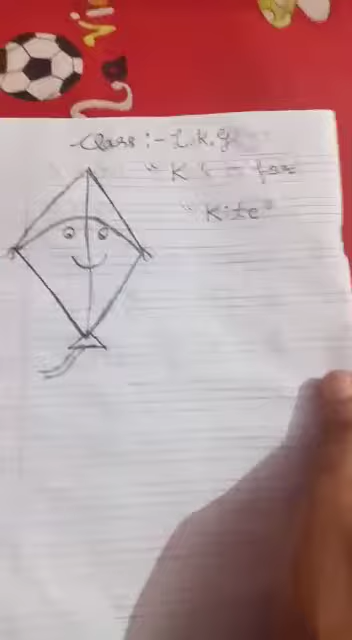 Class :- L.K.G
"K" - for
"Kite"